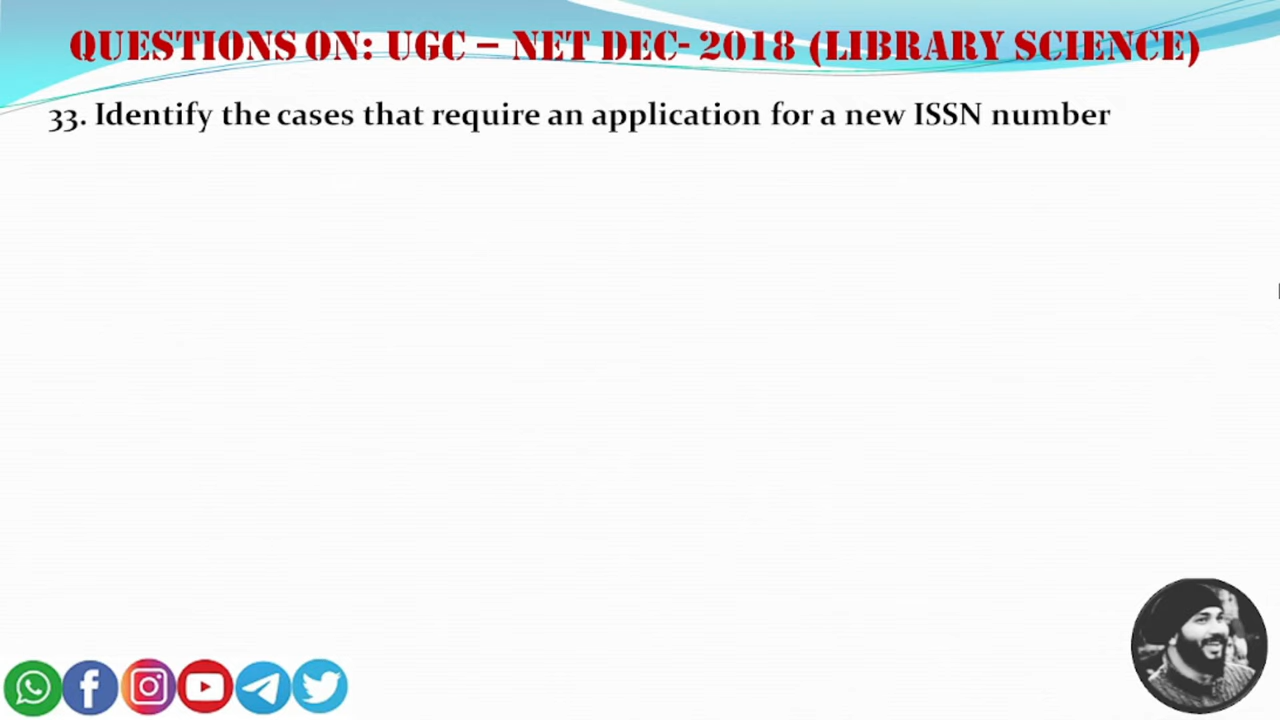 QUESTIONS ON: UGC – NET DEC- 2018 (LIBRARY SCIENCE)
33. Identify the cases that require an application for a new ISSN number